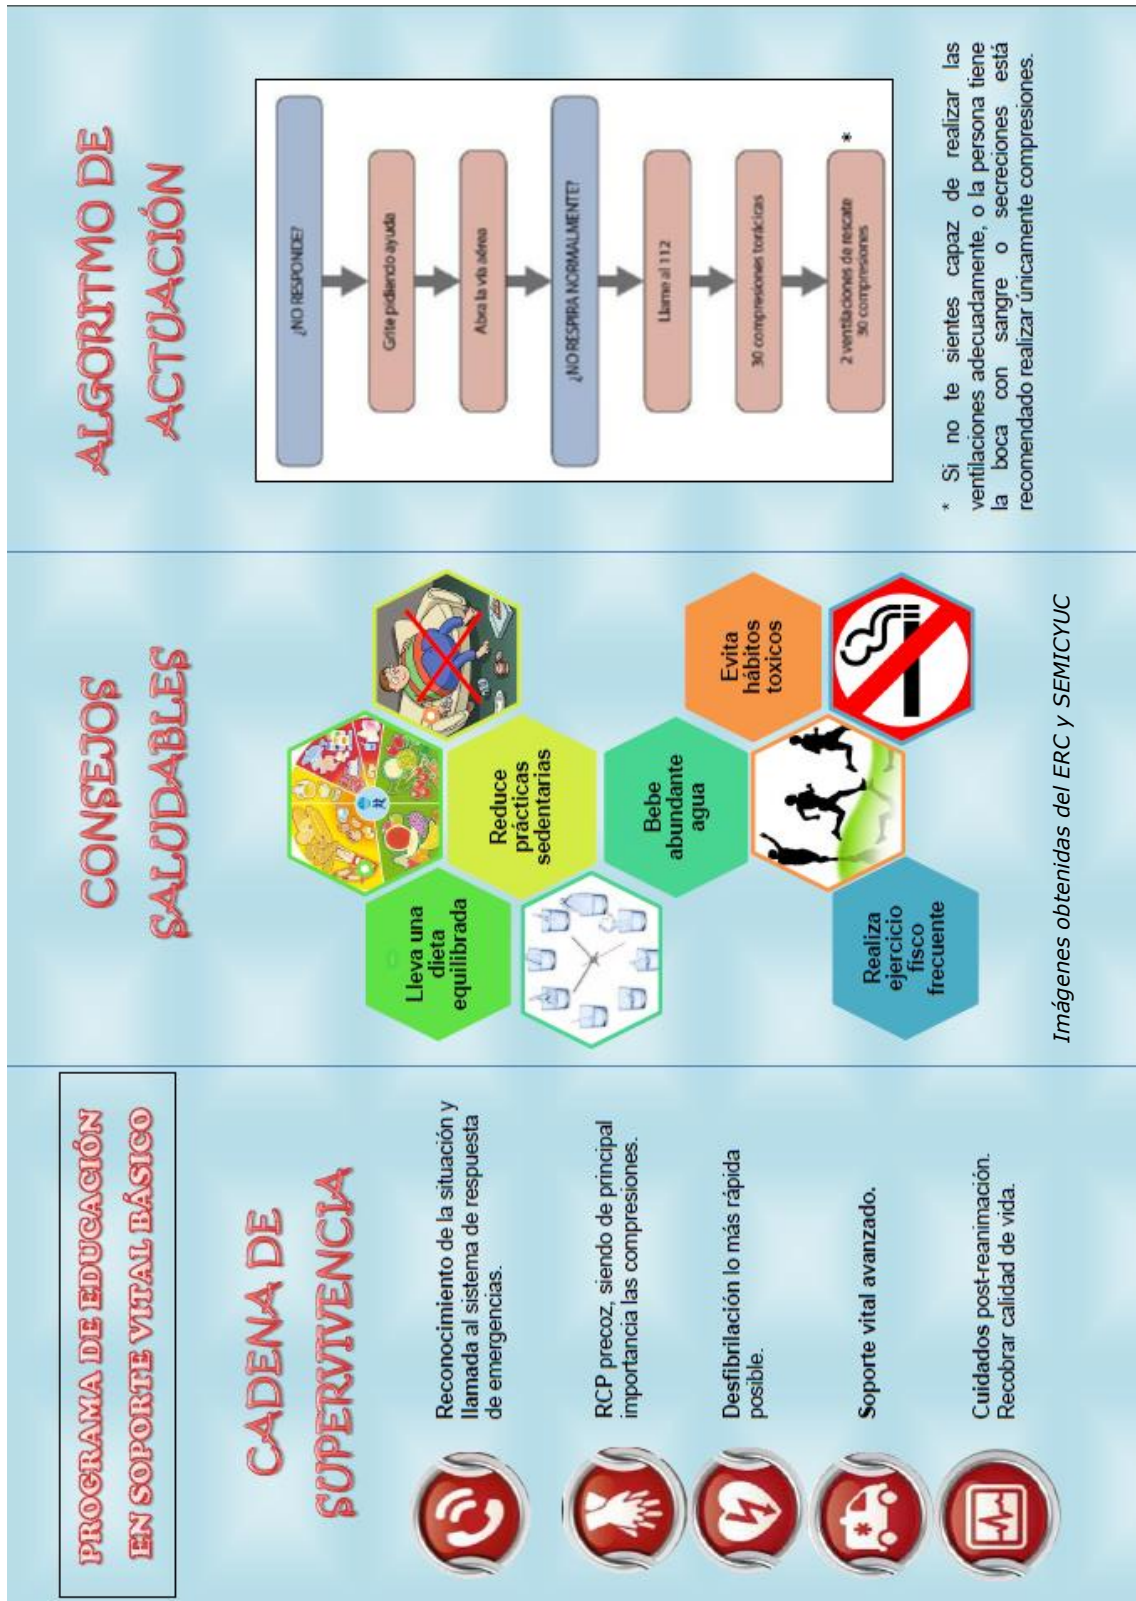 PROGRAMA DE EDUCACIÓN
EN SOPORTE VITAL BÁSICO
CADENA DE
SUPERVIVENCIA
Reconocimiento de la situación y
llamada al sistema de respuesta
de emergencias.
RCP precoz, siendo de principal
importancia las compresiones.
Desfibrilación lo más rápida
posible.
Soporte vital avanzado.
Cuidados post-reanimación.
Recobrar calidad de vida.
CONSEJOS
SALUDABLES
Lleva una
dieta
equilibrada
Reduce
prácticas
sedentarias
Bebe
abundante
agua
Evita
hábitos
toxicos
Realiza
ejercicio
fisco
frecuente
Imágenes obtenidas del ERC y SEMICYUC
ALGORITMO DE
ACTUACIÓN
¿NO RESPONDE?
Grite pidiendo ayuda
Abra la vía aérea
¿NO RESPIRA NORMALMENTE?
Llame al 112
30 compresiones torácicas
2 ventilaciones de rescate
30 compresiones
*
* Si no te sientes capaz de realizar las
ventilaciones adecuadamente, o la persona tiene
la boca con sangre o secreciones está
recomendado realizar únicamente compresiones.